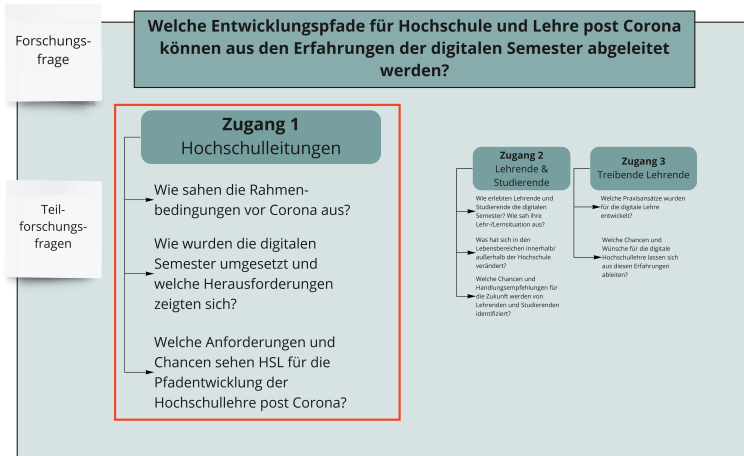 Forschungs-
frage
Welche Entwicklungspfade für Hochschule und Lehre post Corona
können aus den Erfahrungen der digitalen Semester abgeleitet
werden?
Teil-
forschungs-
fragen
Zugang 1
Hochschulleitungen
Wie sahen die Rahmen-
bedingungen vor Corona aus?
Wie wurden die digitalen
Semester umgesetzt und
welche Herausforderungen
zeigten sich?
Welche Anforderungen und
Chancen sehen HSL für die
Pfadentwicklung der
Hochschullehre post Corona?
Zugang 2
Lehrende &
Studierende
Wie erlebten Lehrende und
Studierende die digitalen
Semester? Wie sah ihre
Lehr-/Lernsituation aus?
Was hat sich in den
Lebensbereichen innerhalb/
außerhalb der Hochschule
verändert?
Welche Chancen und
Handlungsempfehlungen für
die Zukunft werden von
Lehrenden und Studierenden
identifiziert?
Zugang 3
Treibende Lehrende
Welche Praxisansätze wurden
für die digitale Lehre
entwickelt?
Welche Chancen und
Wünsche für die digitale
Hochschullehre lassen sich
aus diesen Erfahrungen
ableiten?